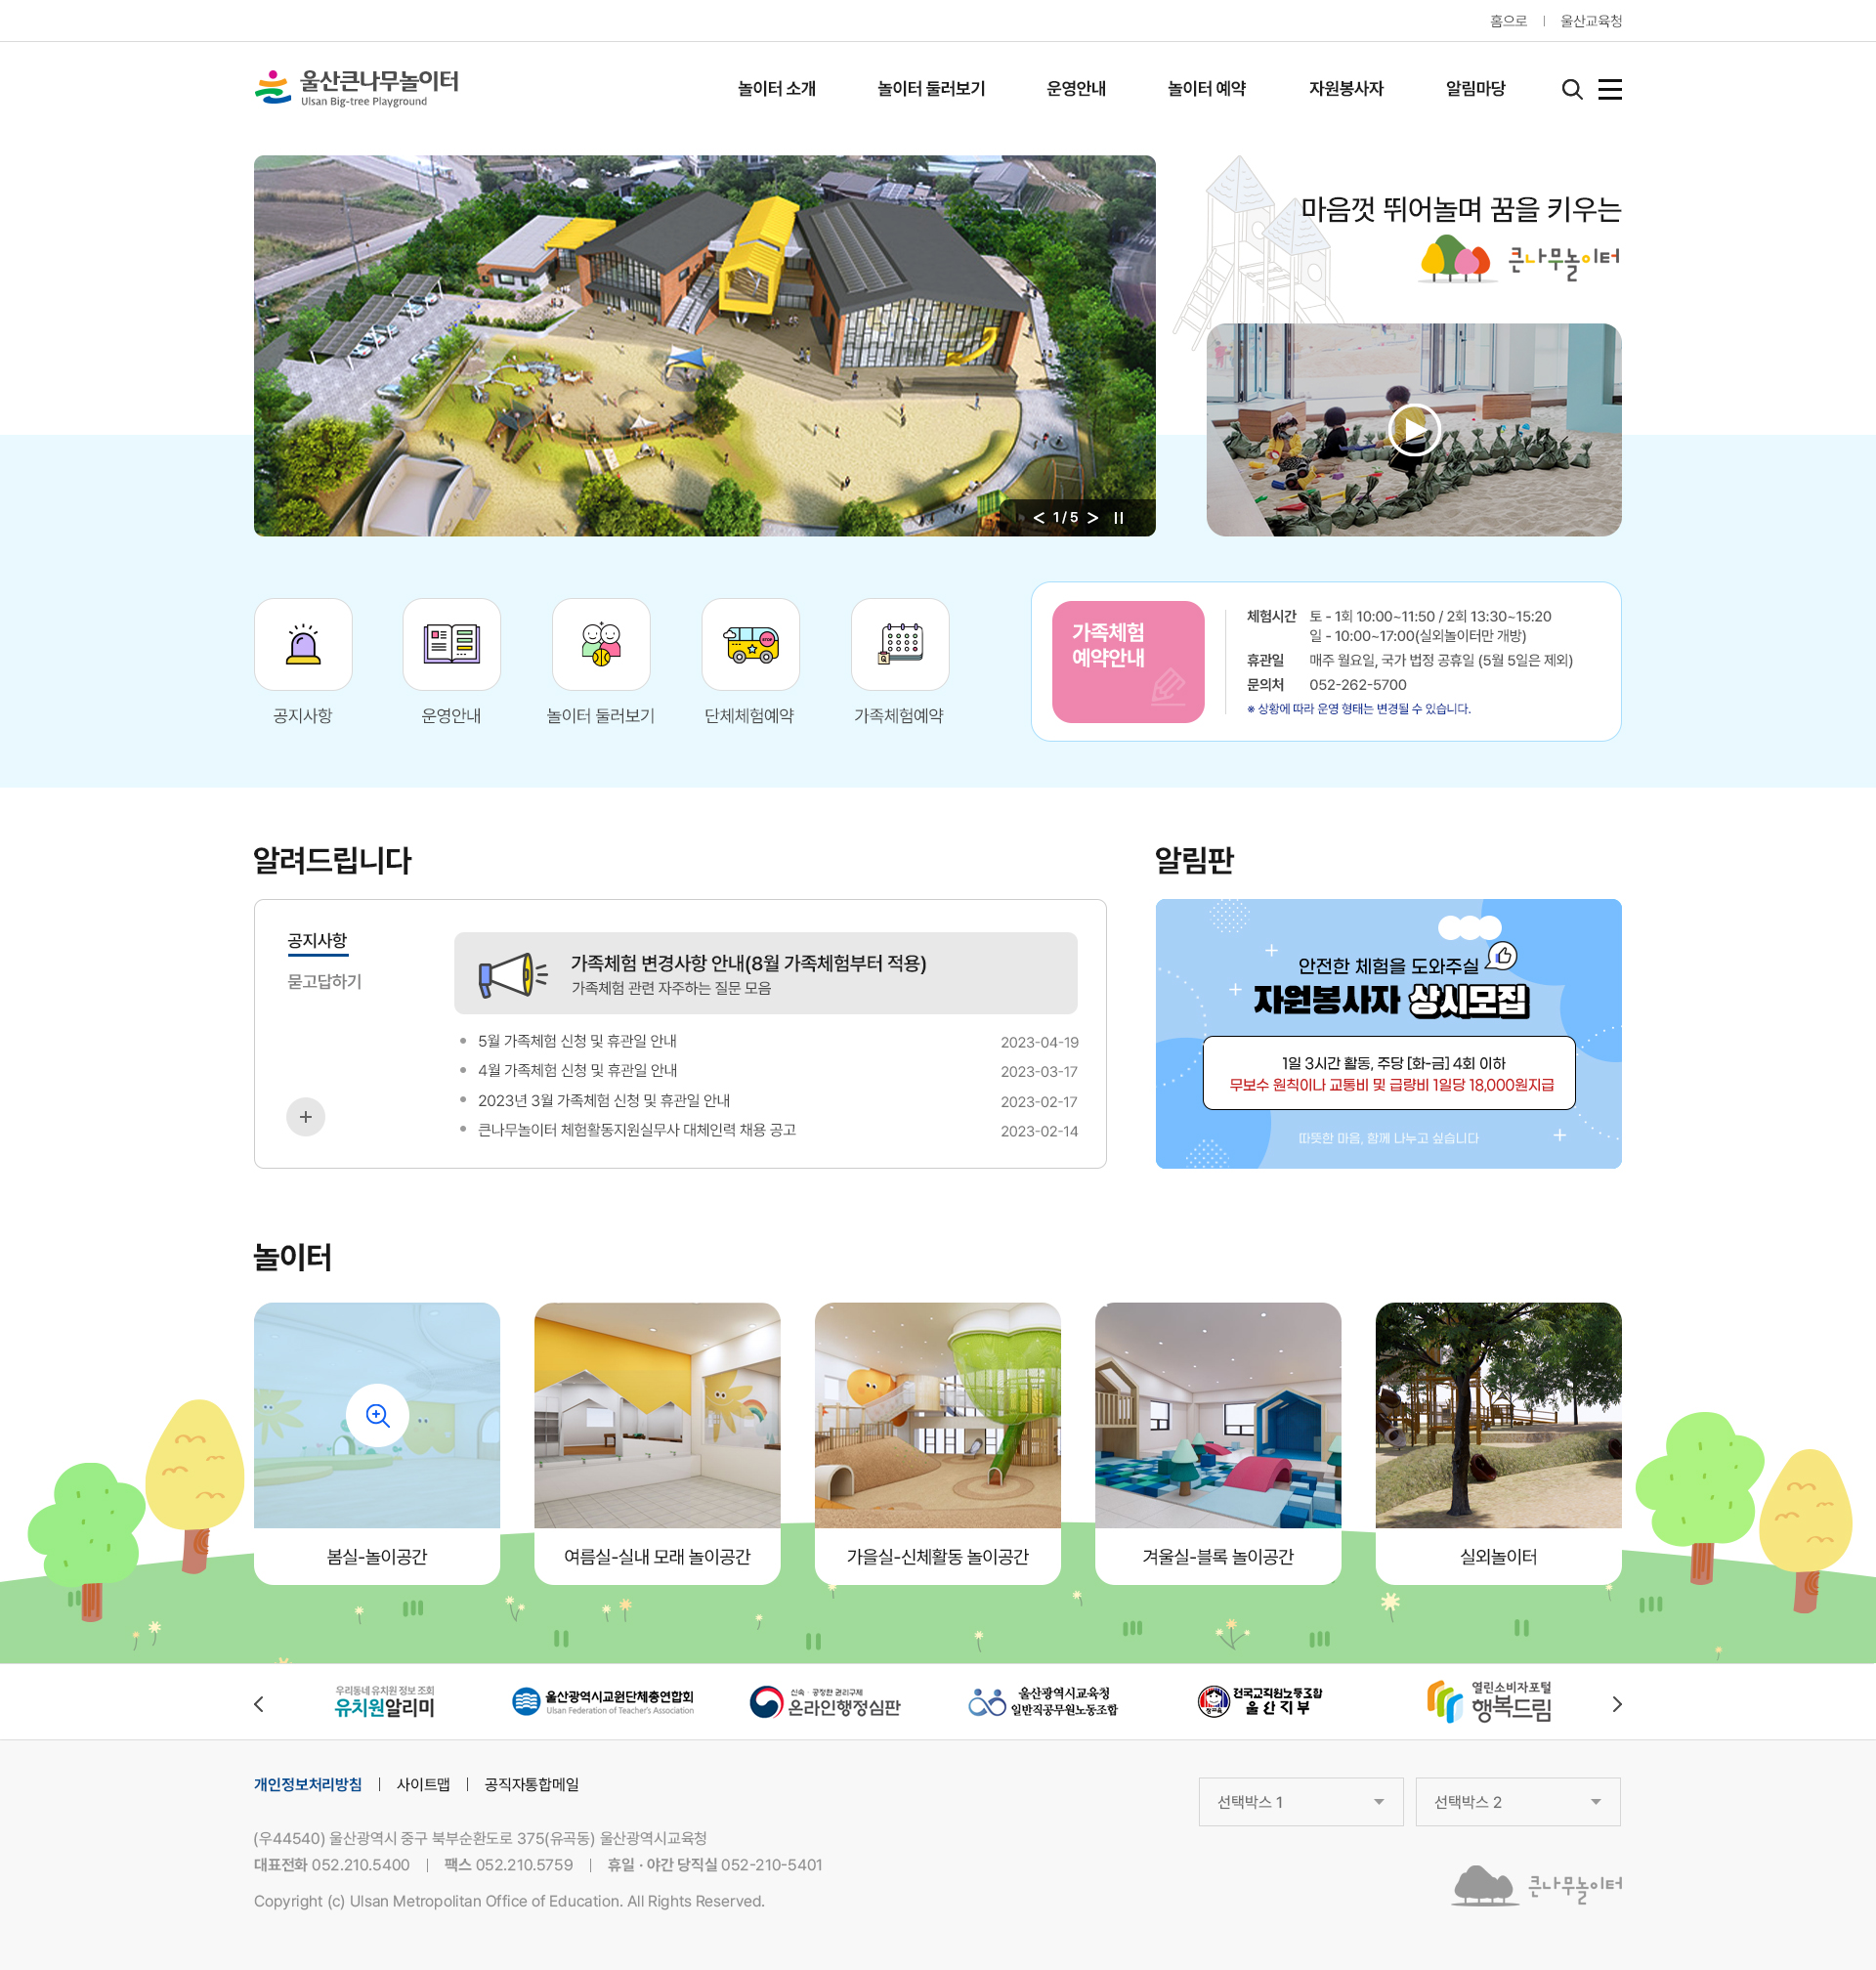 홈으로
울산교육청
울산큰나무놀이터
Ulsan Big-tree Playground
놀이터 소개
놀이터 둘러보기
운영안내
놀이터 예약
자원봉사자
알림마당
마음껏 뛰어놀며 꿈을 키우는
큰나무놀이터
< 1 / 5 >
공지사항
운영안내
놀이터 둘러보기
단체체험예약
가족체험예약
가족체험
예약안내
체험시간 토 - 1회 10:00~11:50 / 2회 13:30~15:20
일 - 10:00~17:00(실외놀이터만 개방)
휴관일 매주 월요일, 국가 법정 공휴일 (5월 5일은 제외)
문의처 052-262-5700
※ 상황에 따라 운영 형태는 변경될 수 있습니다.
알려드립니다
공지사항
묻고답하기
가족체험 변경사항 안내(8월 가족체험부터 적용)
가족체험 관련 자주하는 질문 모음
5월 가족체험 신청 및 휴관일 안내 2023-04-19
4월 가족체험 신청 및 휴관일 안내 2023-03-17
2023년 3월 가족체험 신청 및 휴관일 안내 2023-02-17
큰나무놀이터 체험활동지원실무사 대체인력 채용 공고 2023-02-14
알림판
안전한 체험을 도와주실
자원봉사자 상시모집
1일 3시간 활동, 주당 [화-금] 4회 이하
무보수 원칙이나 교통비 및 급량비 1일당 18,000원지급
따뜻한 마음, 함께 나누고 싶습니다
놀이터
봄실-놀이공간
여름실-실내 모래 놀이공간
가을실-신체활동 놀이공간
겨울실-블록 놀이공간
실외놀이터
우리동네 유치원 정보 조회
유치원알리미
울산광역시교원단체총연합회
Ulsan Federation of Teacher's Association
신속·공정한 권리구제
온라인행정심판
울산광역시교육청
일반직공무원노동조합
참교육
전국교직원노동조합
울산지부
열린소비자포털
행복드림
개인정보처리방침
사이트맵
공직자통합메일
선택박스 1
선택박스 2
(우44540) 울산광역시 중구 북부순환도로 375(유곡동) 울산광역시교육청
대표전화 052.210.5400 | 팩스 052.210.5759 | 휴일 · 야간 당직실 052-210-5401
Copyright (c) Ulsan Metropolitan Office of Education. All Rights Reserved.
큰나무놀이터